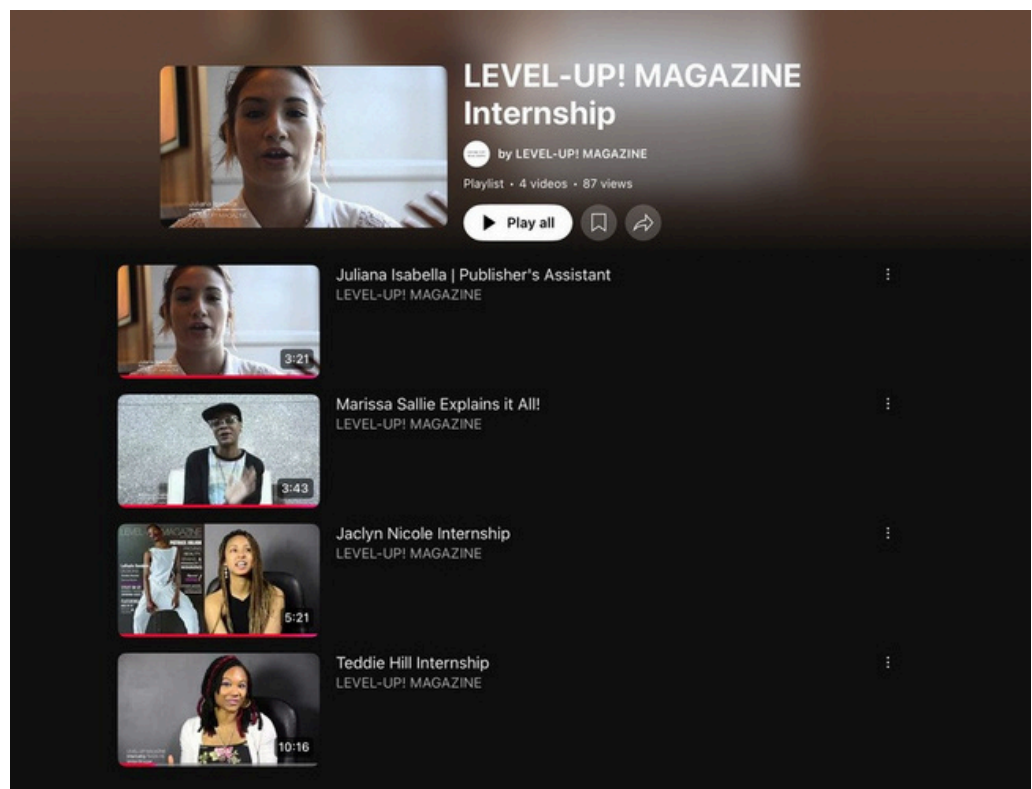 LEVEL-UP! MAGAZINE
Internship
by LEVEL-UP! MAGAZINE
Playlist • 4 videos • 87 views
Play all
Juliana Isabella | Publisher's Assistant
LEVEL-UP! MAGAZINE
3:21
Marissa Sallie Explains it All!
LEVEL-UP! MAGAZINE
3:43
Jaclyn Nicole Internship
LEVEL-UP! MAGAZINE
5:21
Teddie Hill Internship
LEVEL-UP! MAGAZINE
10:16